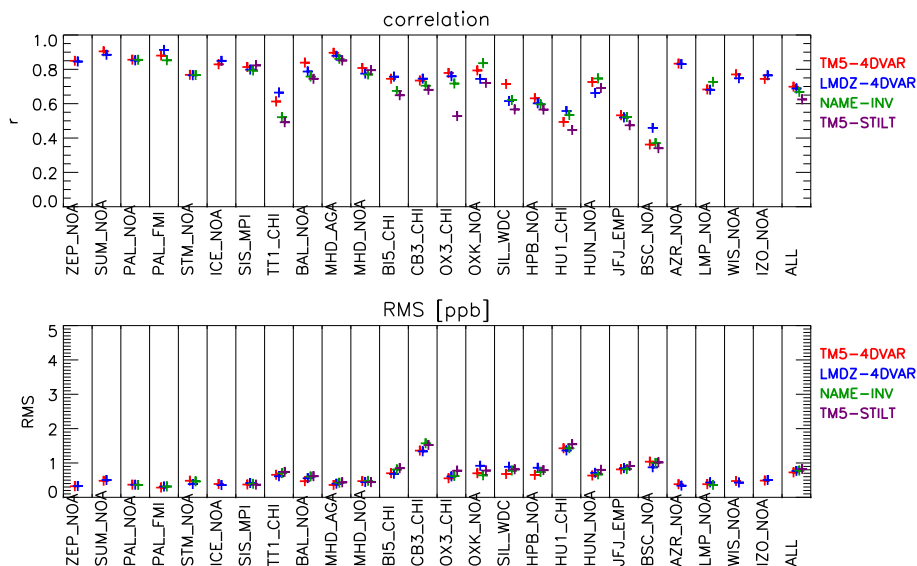 correlation
1.0
0.8
0.6
0.4
0.2
0.0
r
TM5-4DVAR
LMDZ-4DVAR
NAME-INV
TM5-STILT
ZEP_NOA
SUM_NOA
PAL_NOA
PAL_FMI
STM_NOA
ICE_NOA
SIS_MPI
TT1_CHI
BAL_NOA
MHD_AGA
MHD_NOA
BI5_CHI
CB3_CHI
OX3_CHI
OXK_NOA
SIL_WDC
HPB_NOA
HU1_CHI
HUN_NOA
JFJ_EMP
BSC_NOA
AZR_NOA
LMP_NOA
WIS_NOA
IZO_NOA
ALL
RMS [ppb]
5
4
3
2
1
0
RMS
TM5-4DVAR
LMDZ-4DVAR
NAME-INV
TM5-STILT
ZEP_NOA
SUM_NOA
PAL_NOA
PAL_FMI
STM_NOA
ICE_NOA
SIS_MPI
TT1_CHI
BAL_NOA
MHD_AGA
MHD_NOA
BI5_CHI
CB3_CHI
OX3_CHI
OXK_NOA
SIL_WDC
HPB_NOA
HU1_CHI
HUN_NOA
JFJ_EMP
BSC_NOA
AZR_NOA
LMP_NOA
WIS_NOA
IZO_NOA
ALL